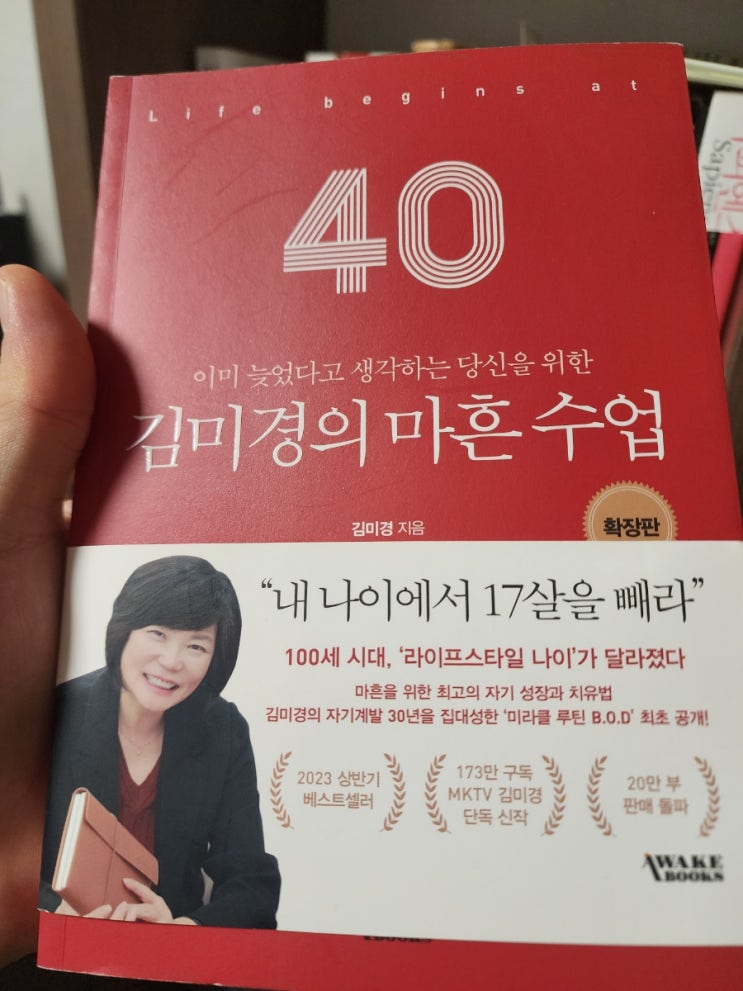 Life begins at
40
이미 늦었다고 생각하는 당신을 위한
김미경의 마흔 수업
김미경 지음
확장판
“내 나이에서 17살을 빼라”
100세 시대, ‘라이프스타일 나이’가 달라졌다
마흔을 위한 최고의 자기 성장과 치유법
김미경의 자기계발 30년을 집대성한 ‘미라클 루틴 B.O.D’ 최초 공개!
2023 상반기
베스트셀러
173만 구독
MKTV 김미경
단독 신작
20만 부
판매 돌파
AWAKE
BOOKS